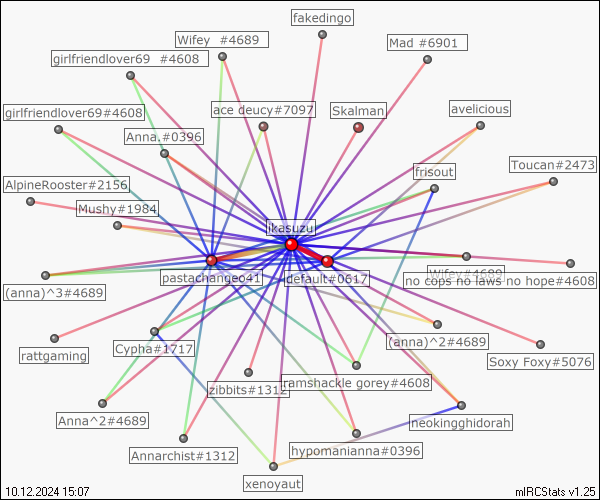 fakedingo
Wifey #4689
Mad #6901
girlfriendlover69 #4608
girlfriendlover69#4608
ace deucy#7097
Skalman
avelicious
Anna.#0396
frisout
Toucan#2473
AlpineRooster#2156
Mushy#1984
ikasuzu
pastachangeo41
default#0617
Wifey#4689
no cops no laws no hope#4608
(anna)^3#4689
rattgaming
Cypha#1717
(anna)^2#4689
Soxy Foxy#5076
zibbits#1312
ramshackle gorey#4608
Anna^2#4689
neokingghidorah
Annarchist#1312
hypomanianna#0396
xenoyaut
10.12.2024 15:07
mIRCStats v1.25